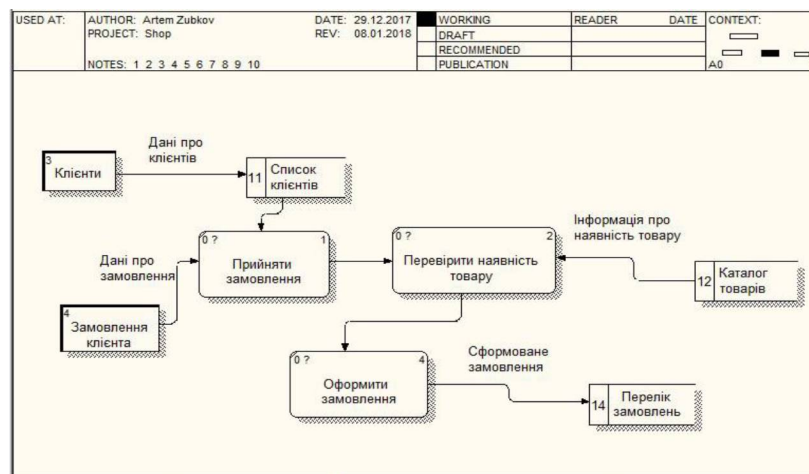 USED AT:
AUTHOR: Artem Zubkov
DATE: 29.12.2017
WORKING
READER
DATE
CONTEXT:
PROJECT: Shop
REV: 08.01.2018
DRAFT
RECOMMENDED
NOTES: 1 2 3 4 5 6 7 8 9 10
PUBLICATION
A0
Дані про
клієнтів
3
Клієнти
11
Список
клієнтів
0 ?
1
Прийняти
замовлення
0 ?
2
Перевірити наявність
товару
Інформація про
наявність товару
Дані про
замовлення
12
Каталог
товарів
4
Замовлення
клієнта
0 ?
4
Оформити
замовлення
Сформоване
замовлення
14
Перелік
замовлень